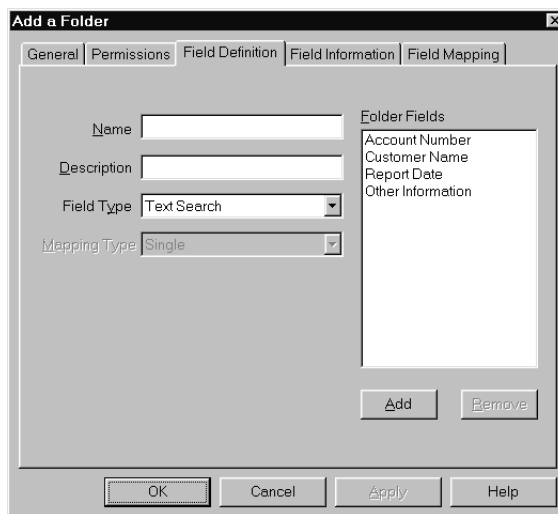 Add a Folder
General Permissions Field Definition Field Information Field Mapping
Name
Description
Field Type Text Search
Mapping Type Single
Folder Fields
Account Number
Customer Name
Report Date
Other Information
Add Remove
OK Cancel Apply Help